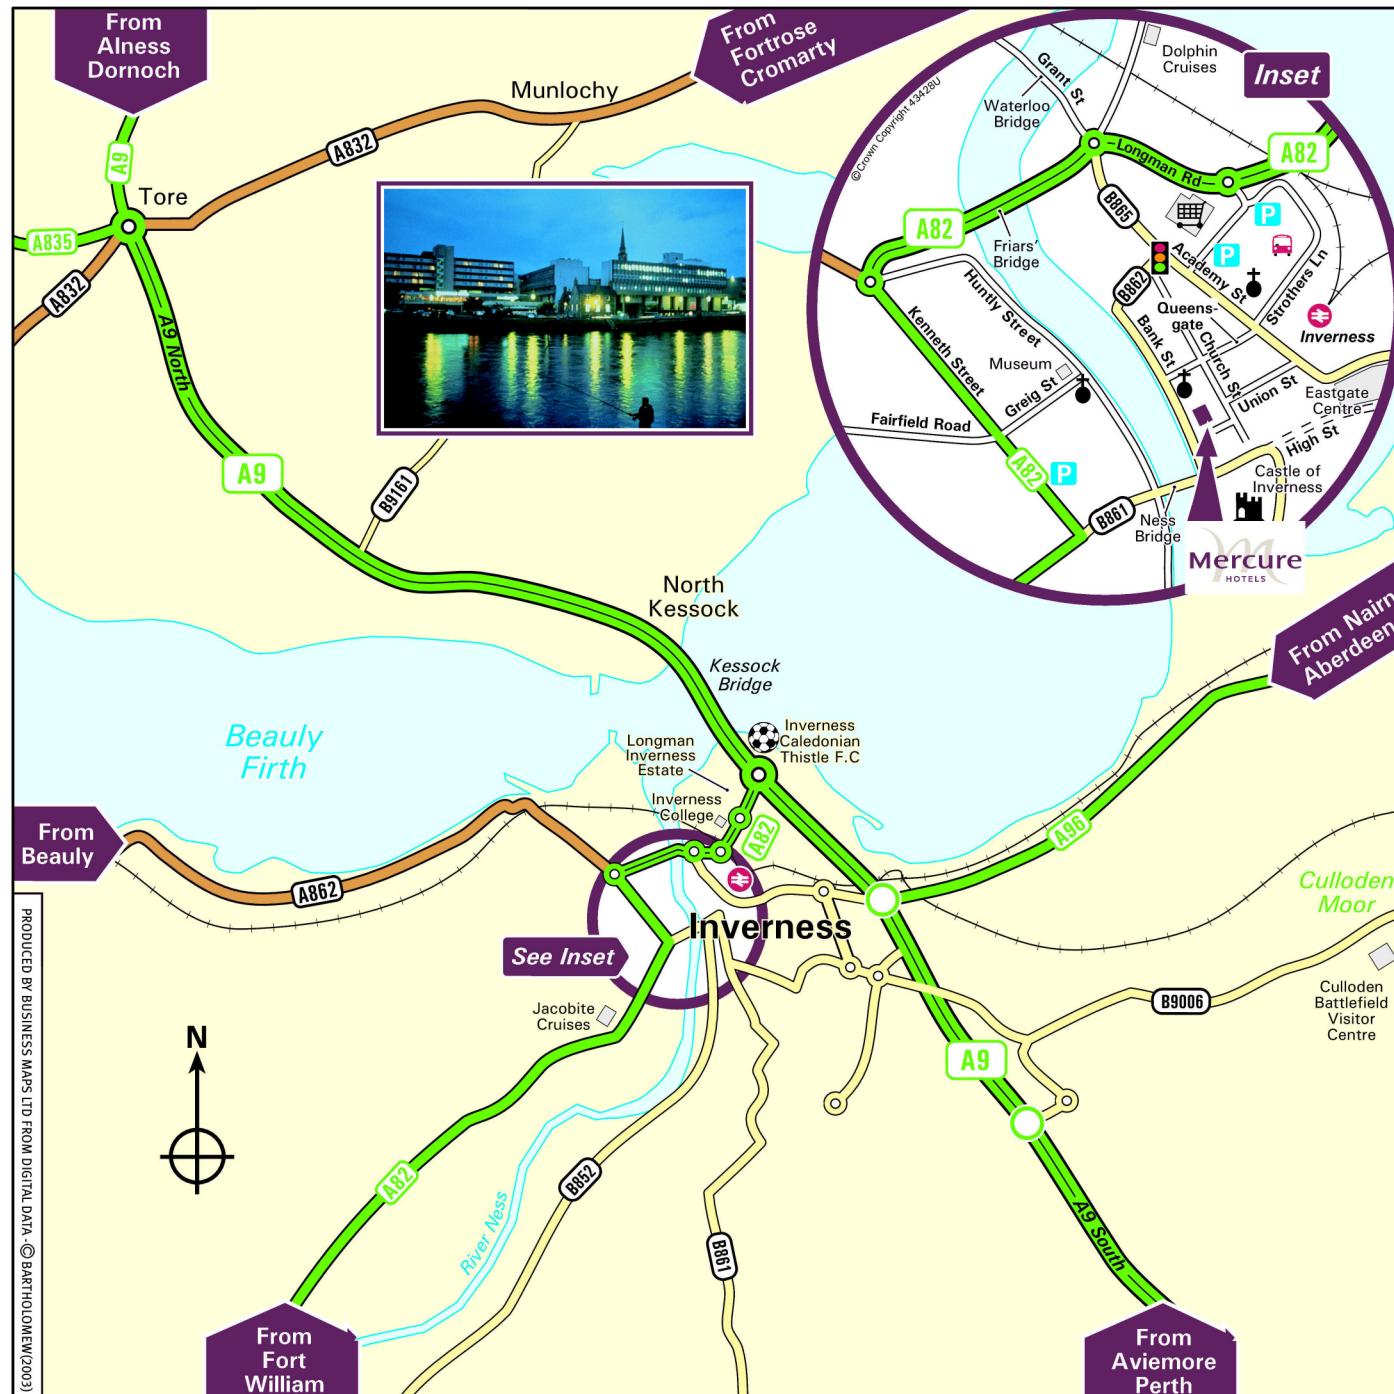 From
Alness
Dornoch
From
Fortrose
Cromarty
Munlochy
A832
A9
Tore
A835
A832
A9 North
A9
B9161
North
Kessock
Kessock
Bridge
Beauly
Firth
Inverness
Caledonian
Thistle F.C
Longman
Inverness
Estate
Inverness
College
A82
From
Beauly
A862
Inverness
See Inset
Jacobite
Cruises
N
A82
River Ness
B852
B861
From
Fort
William
From Nairn
Aberdeen
A96
Culloden
Moor
B9006
Culloden
Battlefield
Visitor
Centre
A9
A9 South
From
Aviemore
Perth
PRODUCED BY BUSINESS MAPS LTD FROM DIGITAL DATA - © BARTHOLOMEW(2003)
Inset
©Crown Copyright 43428U
Dolphin
Cruises
Grant St
Waterloo
Bridge
Longman Rd
A82
A82
Friars'
Bridge
B865
P
P
Academy St
Strothers Ln
B862
Queens-
gate
Inverness
Huntly Street
Kenneth Street
Bank St
Church St
Museum
Greig St
Union St
Eastgate
Centre
Fairfield Road
High St
A82
P
Castle of
Inverness
B861
Ness
Bridge
Mercure
HOTELS